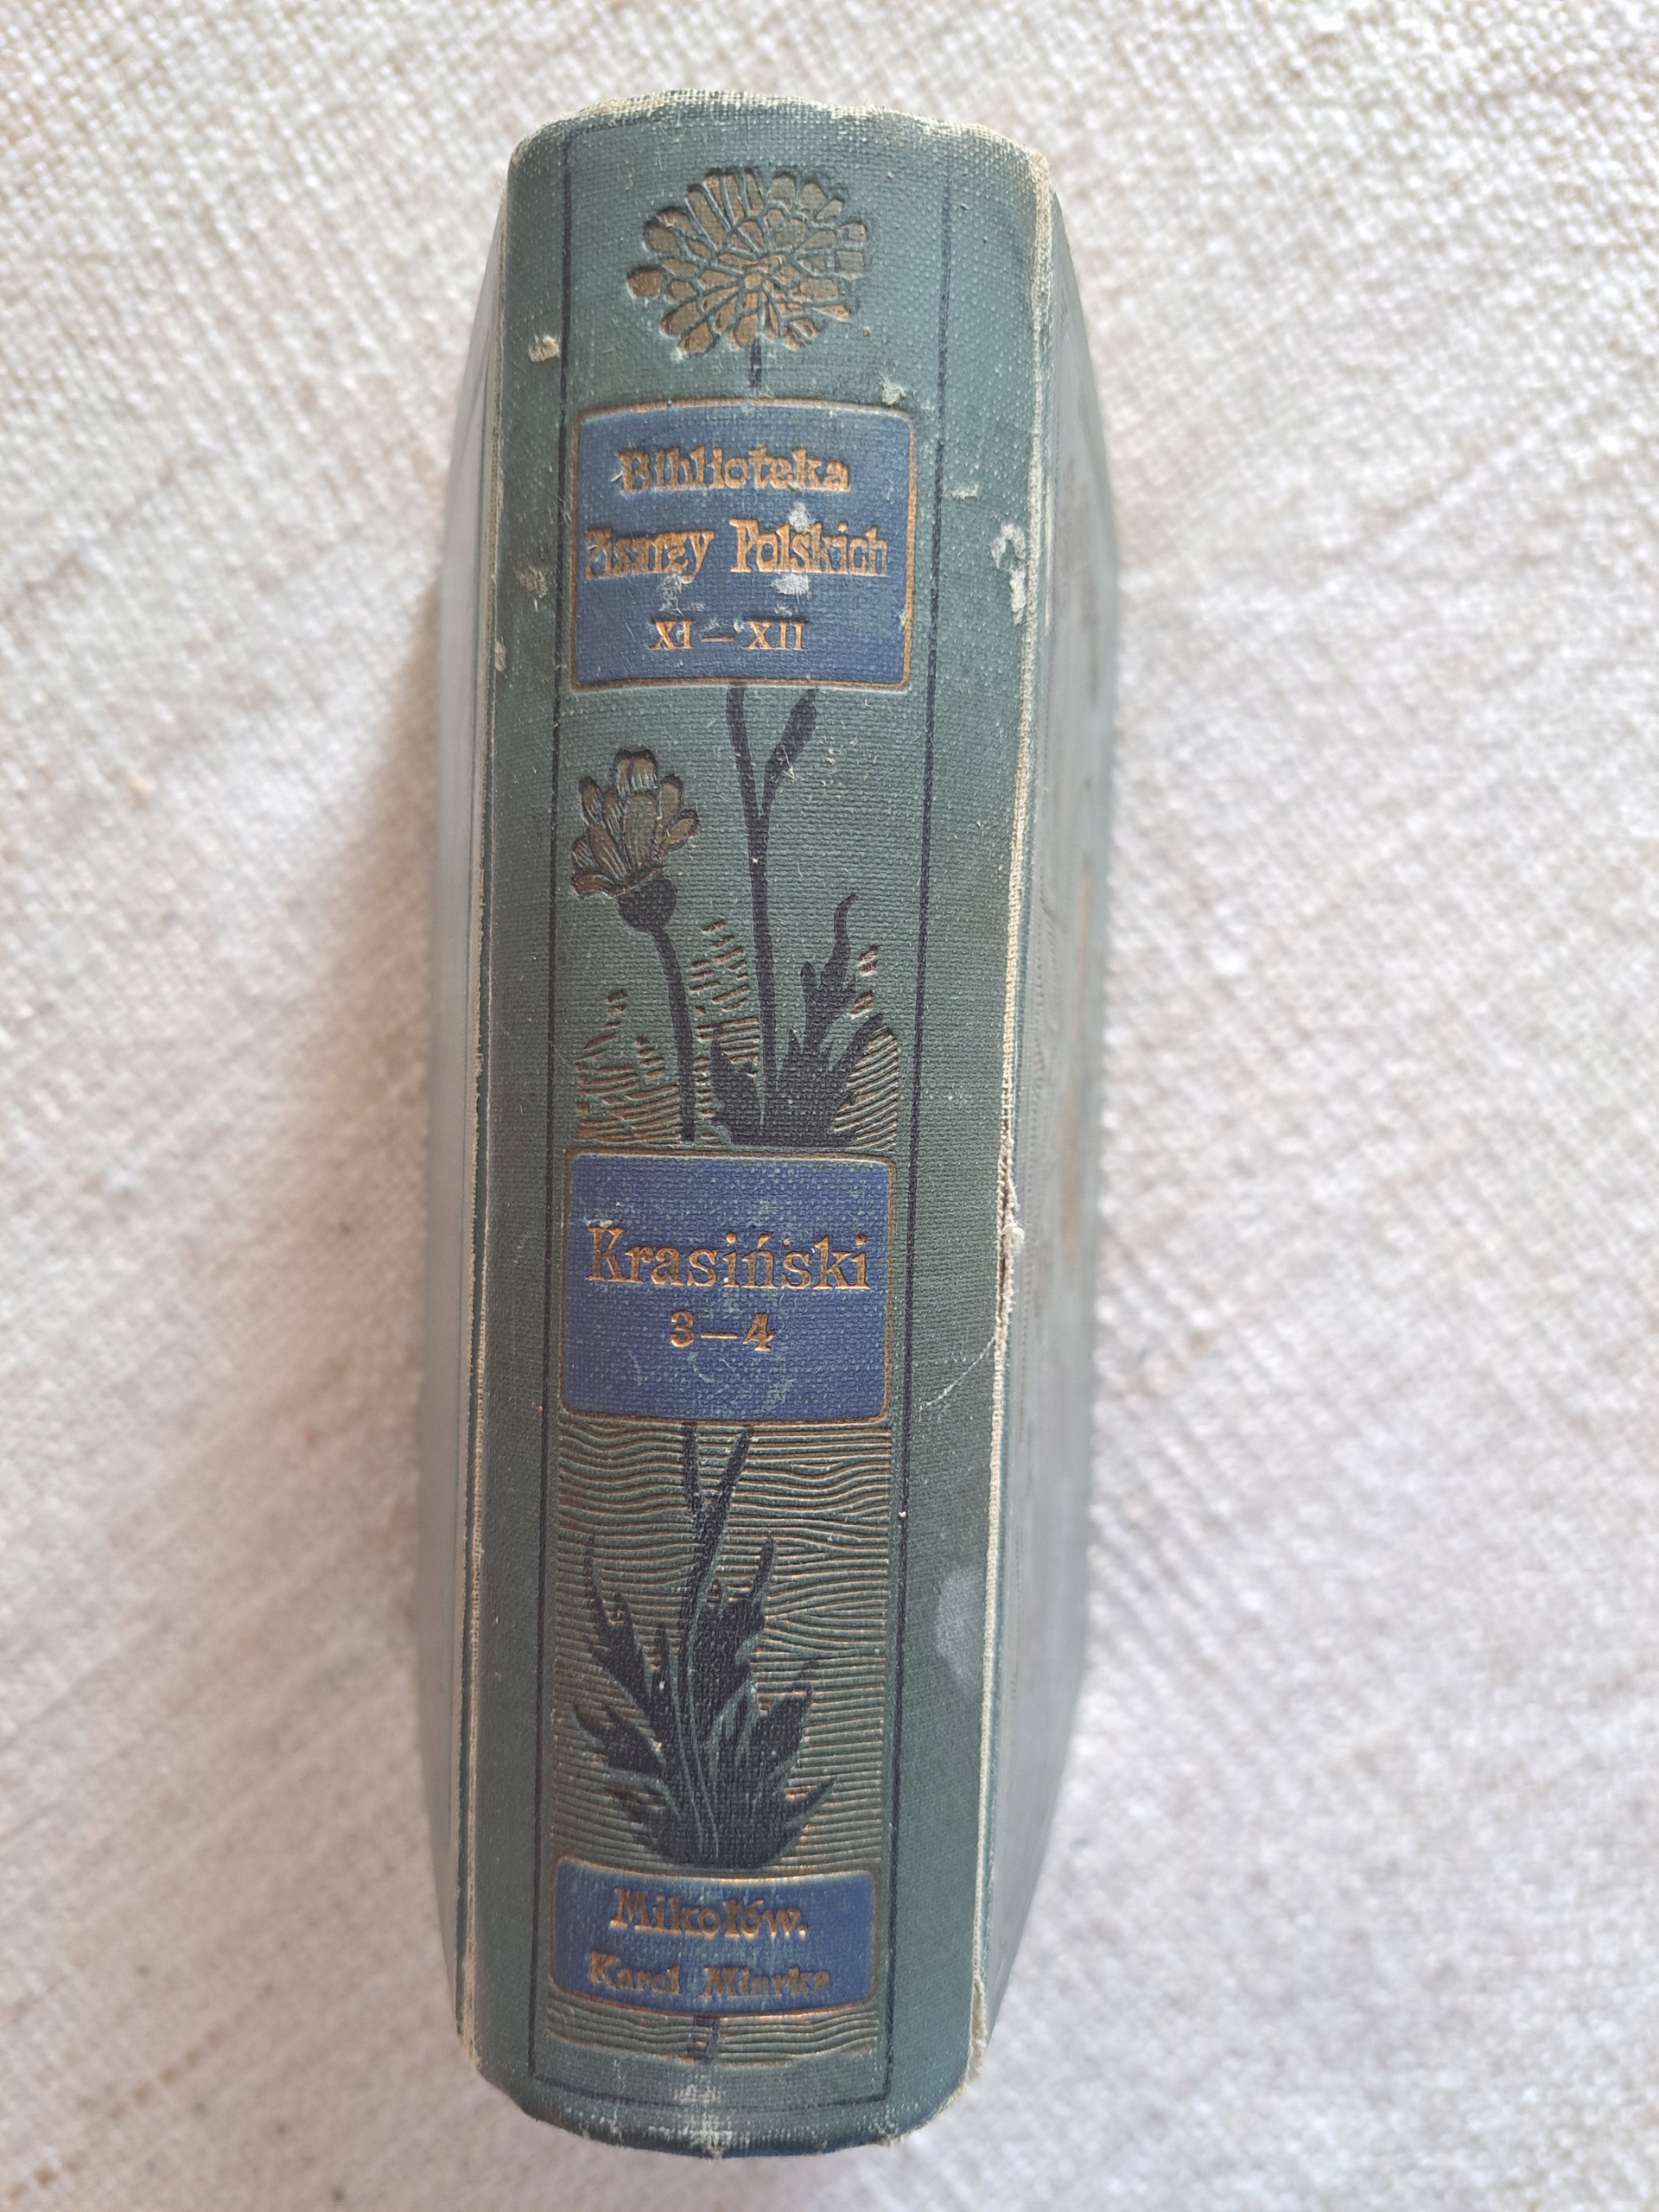 Biblioteka
Pisarzy Polskich
XI — XII
Krasiński
3 — 4
Mikołów.
Karol Miarka